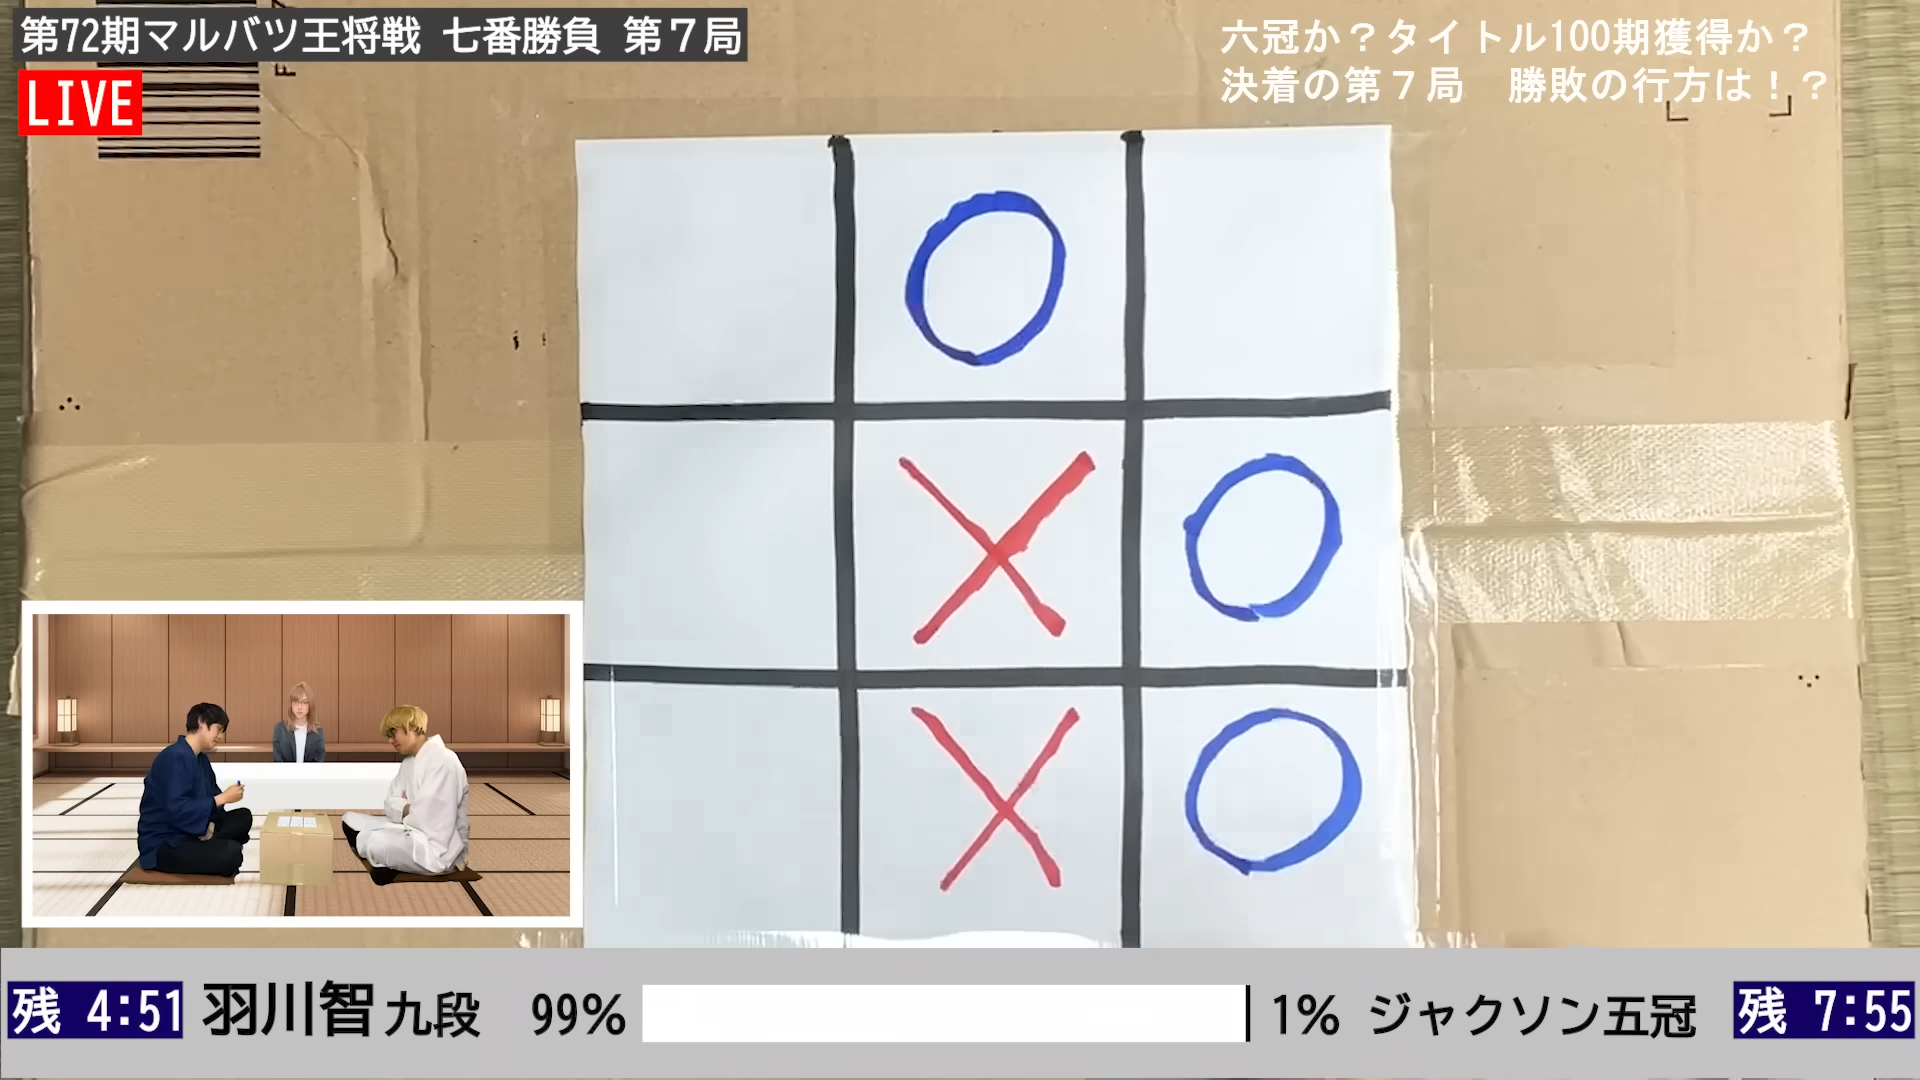 第72期マルバツ王将戦 七番勝負 第7局
LIVE
六冠か？タイトル100期獲得か？
決着の第７局　勝敗の行方は！？
残 4:51 羽川智 九段 99% 1% ジャクソン五冠 残 7:55